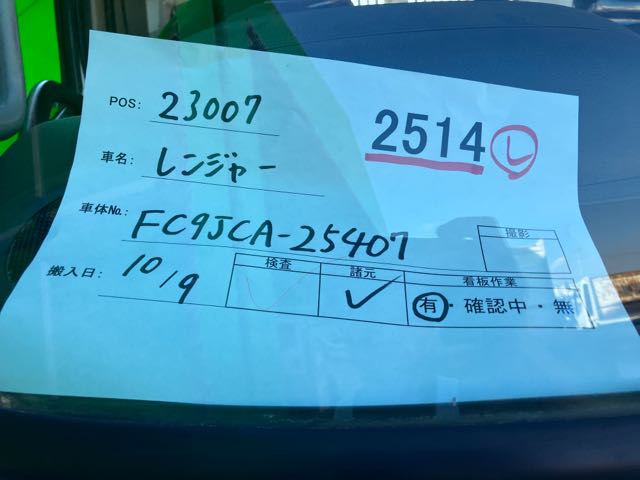 POS: 23007
2514 レ
車名: レンジャー
車体No.: FC9JCA-25407
撮影
搬入日: 10/9
検査 諸元 看板作業
✓ ✓ 有・確認中・無